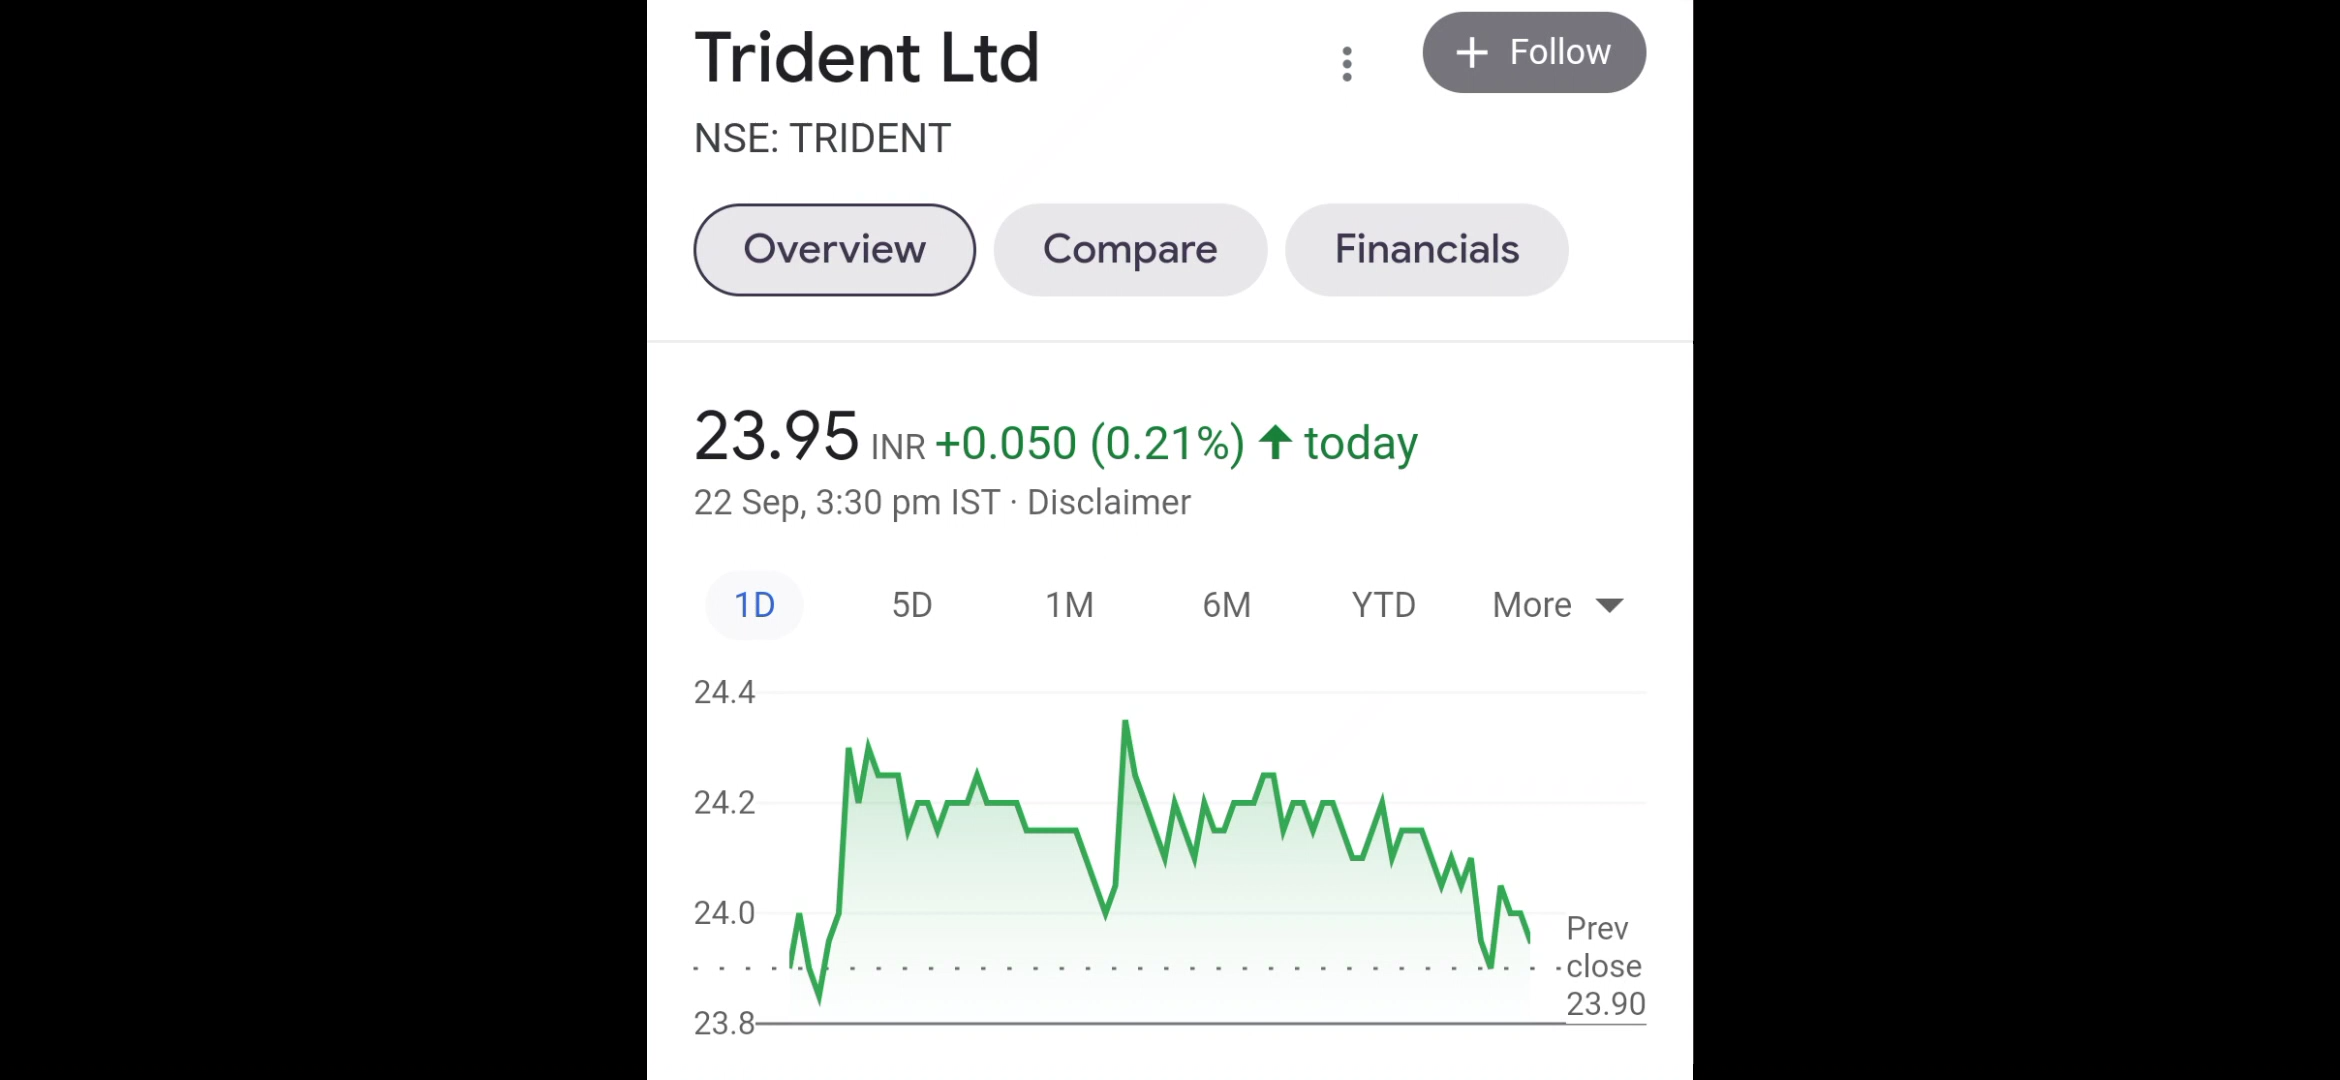 Trident Ltd
+ Follow
NSE: TRIDENT
Overview Compare Financials
23.95 INR +0.050 (0.21%) ↑ today
22 Sep, 3:30 pm IST · Disclaimer
1D 5D 1M 6M YTD More
24.4
24.2
24.0
23.8
Prev
close
23.90